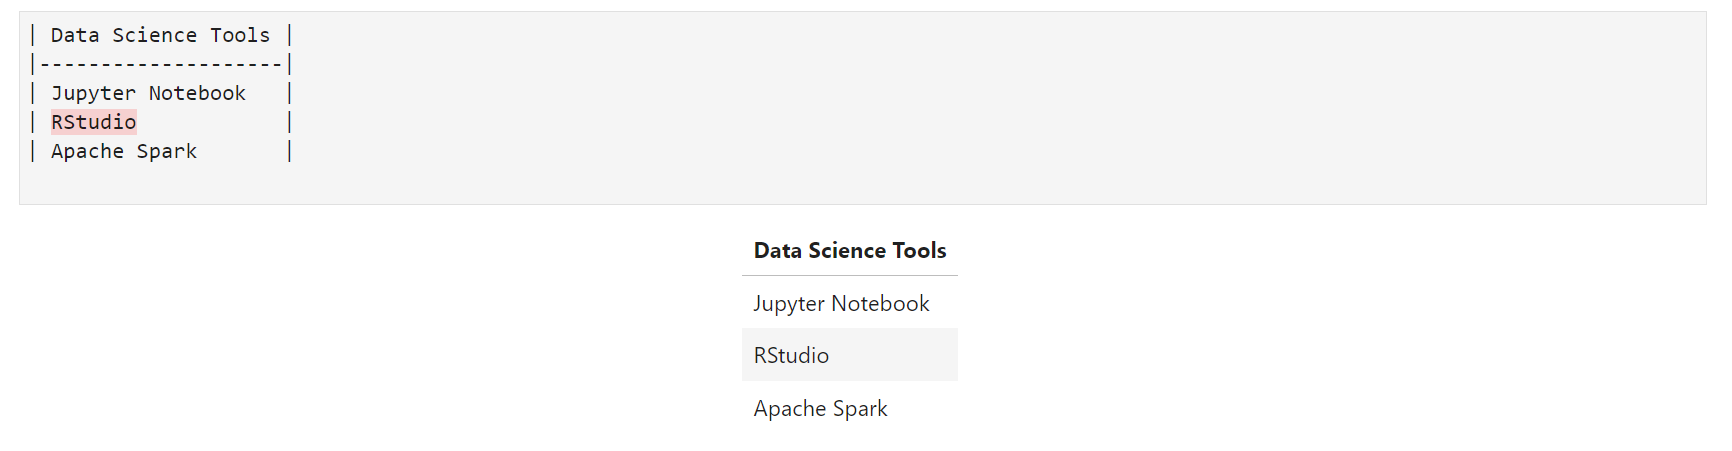 | Data Science Tools |
|--------------------|
| Jupyter Notebook   |
| RStudio            |
| Apache Spark       |
Data Science Tools
Jupyter Notebook
RStudio
Apache Spark